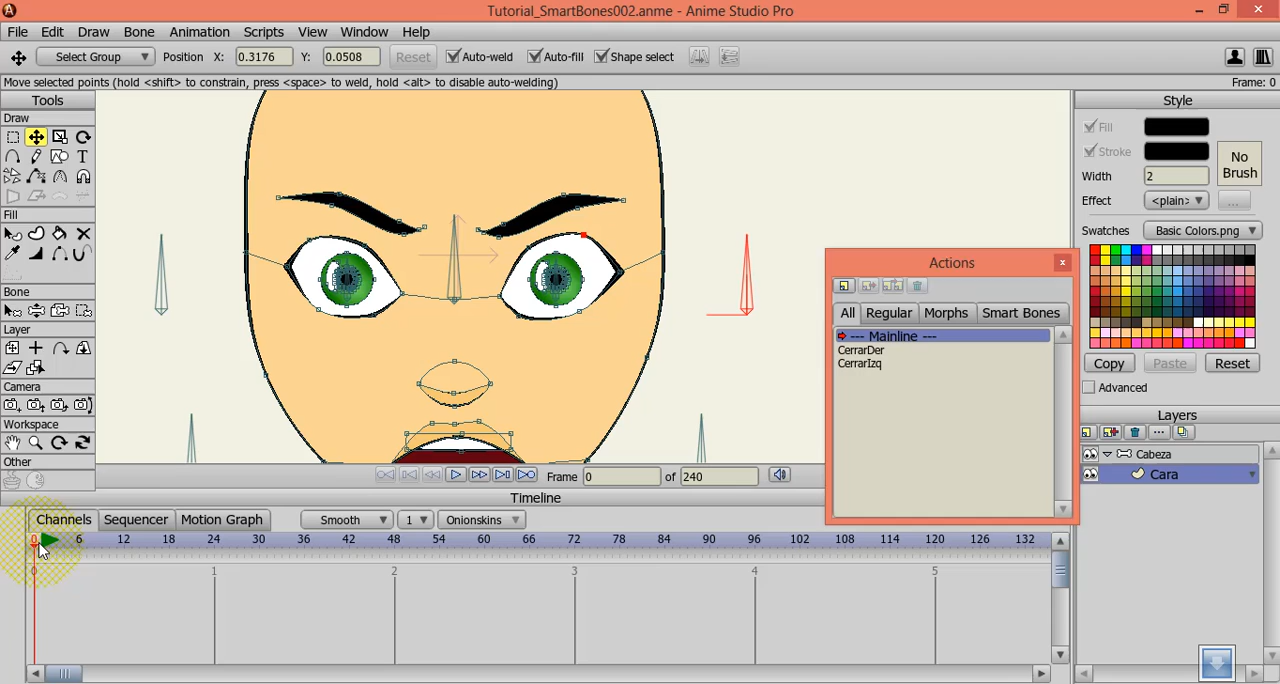 Tutorial_SmartBones002.anme - Anime Studio Pro
File Edit Draw Bone Animation Scripts View Window Help
Select Group Position X: 0.3176 Y: 0.0508 Reset Auto-weld Auto-fill Shape select
Move selected points (hold <shift> to constrain, press <space> to weld, hold <alt> to disable auto-welding) Frame: 0
Tools
Draw
T
Fill
Bone
Layer
Camera
Workspace
Other
Style
Fill
Stroke
No Brush
Width 2
Effect <plain> ...
Swatches Basic Colors.png
Copy Paste Reset
Advanced
Layers
Cabeza
Cara
Actions
All Regular Morphs Smart Bones
--- Mainline ---
CerrarDer
CerrarIzq
Frame 0 of 240
Timeline
Channels Sequencer Motion Graph Smooth 1 Onionskins
0 6 12 18 24 30 36 42 48 54 60 66 72 78 84 90 96 102 108 114 120 126 132
0 1 2 3 4 5